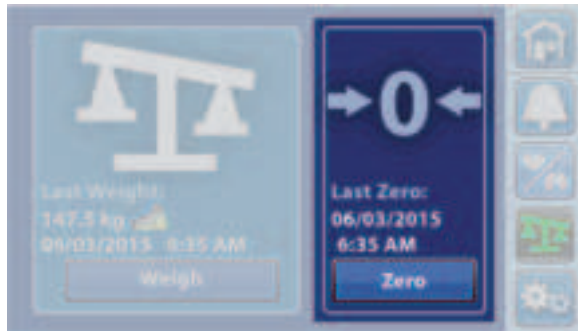 Last Weight:
147.5 kg
06/03/2015 6:35 AM
Weigh
0
Last Zero:
06/03/2015
6:35 AM
Zero